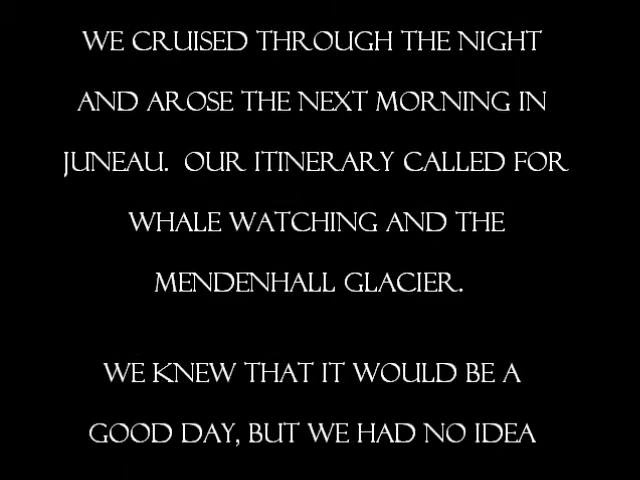 WE CRUISED THROUGH THE NIGHT
AND AROSE THE NEXT MORNING IN
JUNEAU.  OUR ITINERARY CALLED FOR
WHALE WATCHING AND THE
MENDENHALL GLACIER.
WE KNEW THAT IT WOULD BE A
GOOD DAY, BUT WE HAD NO IDEA